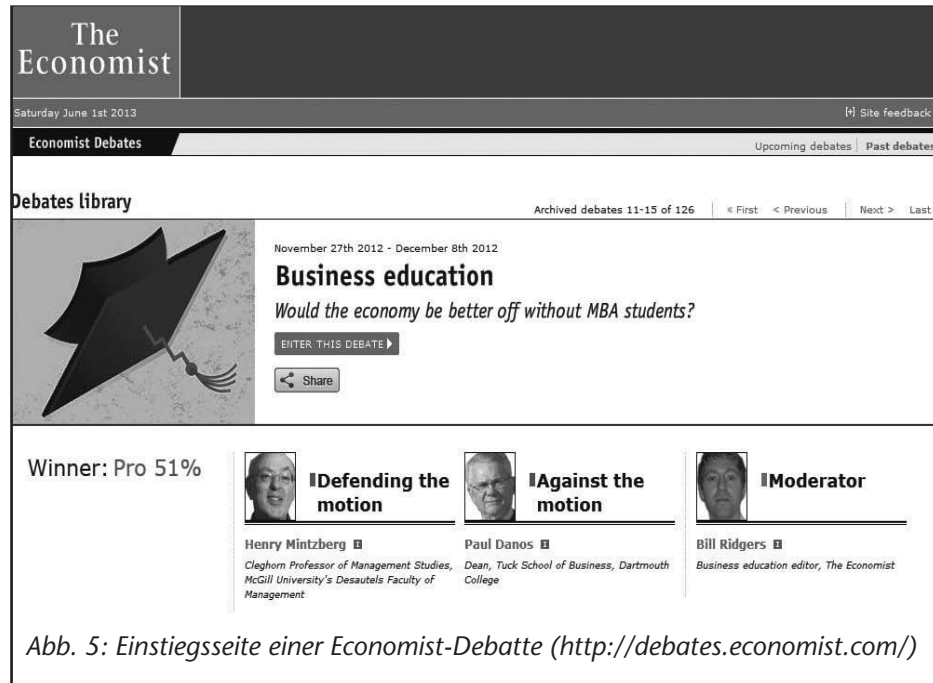 The
Economist
Saturday June 1st 2013
[+] Site feedback
Economist Debates
Upcoming debates
Past debates
Debates library
Archived debates 11-15 of 126
« First
< Previous
Next >
Last
November 27th 2012 - December 8th 2012
Business education
Would the economy be better off without MBA students?
ENTER THIS DEBATE
Share
Winner: Pro 51%
Defending the
motion
Henry Mintzberg
Cleghorn Professor of Management Studies,
McGill University's Desautels Faculty of
Management
Against the
motion
Paul Danos
Dean, Tuck School of Business, Dartmouth
College
Moderator
Bill Ridgers
Business education editor, The Economist
Abb. 5: Einstiegsseite einer Economist-Debatte (http://debates.economist.com/)